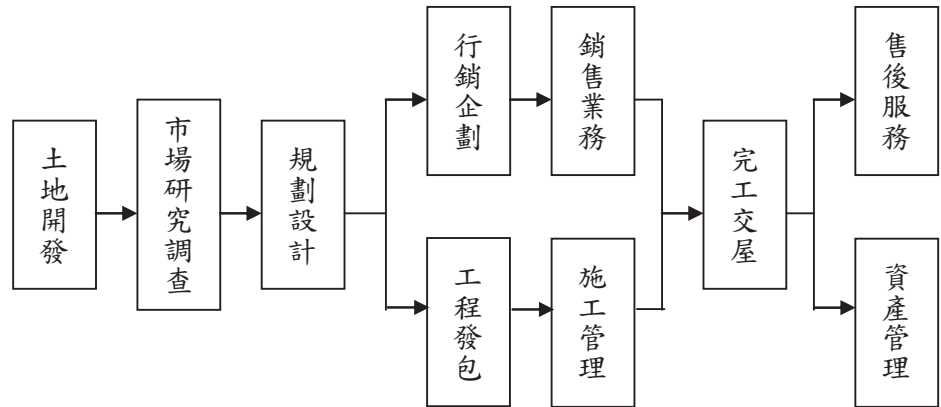 土地開發
市場研究調查
規劃設計
行銷企劃
銷售業務
工程發包
施工管理
完工交屋
售後服務
資產管理